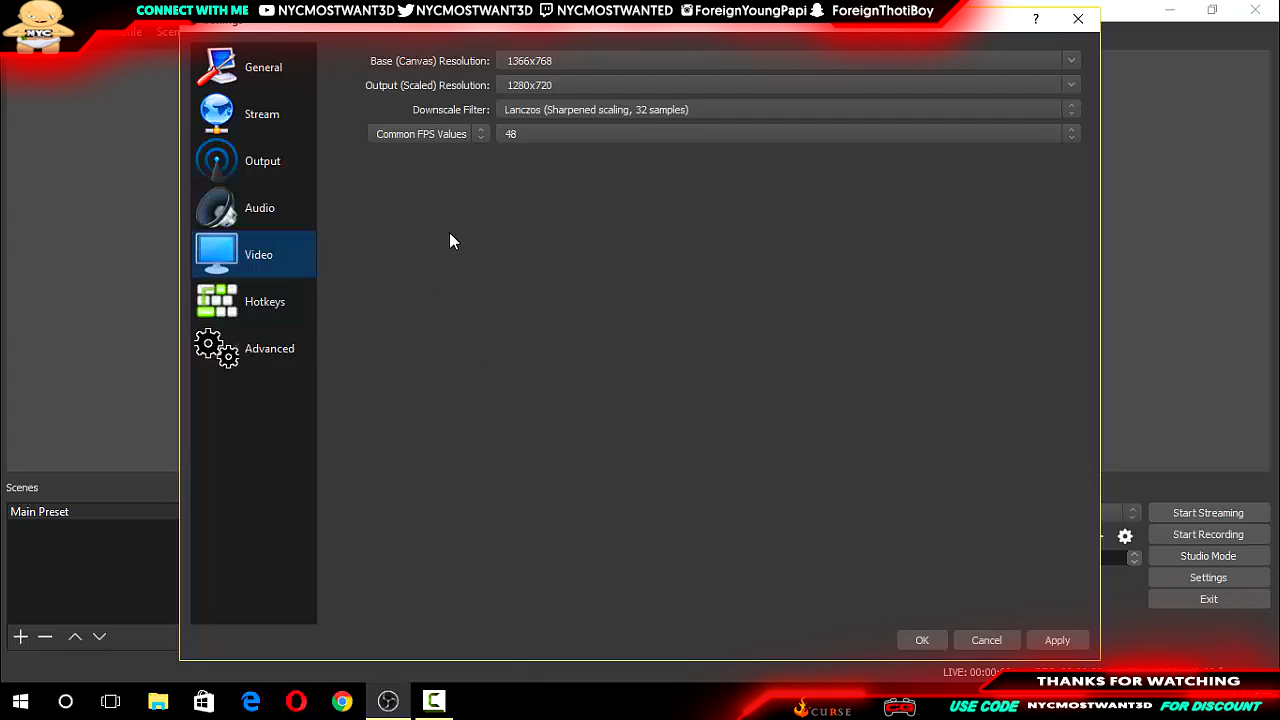 CONNECT WITH ME NYCMOSTWANT3D NYCMOSTWANT3D NYCMOSTWANTED ForeignYoungPapi ForeignThotiBoy
NYC
General
Stream
Output
Audio
Video
Hotkeys
Advanced
Base (Canvas) Resolution: 1366x768
Output (Scaled) Resolution: 1280x720
Downscale Filter: Lanczos (Sharpened scaling, 32 samples)
Common FPS Values 48
Scenes
Main Preset
Start Streaming
Start Recording
Studio Mode
Settings
Exit
OK Cancel Apply
THANKS FOR WATCHING
CURSE CG USE CODE NYCMOSTWANT3D FOR DISCOUNT